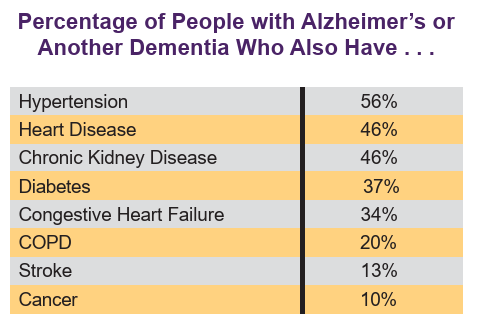 Percentage of People with Alzheimer’s or
Another Dementia Who Also Have . . .
Hypertension 56%
Heart Disease 46%
Chronic Kidney Disease 46%
Diabetes 37%
Congestive Heart Failure 34%
COPD 20%
Stroke 13%
Cancer 10%